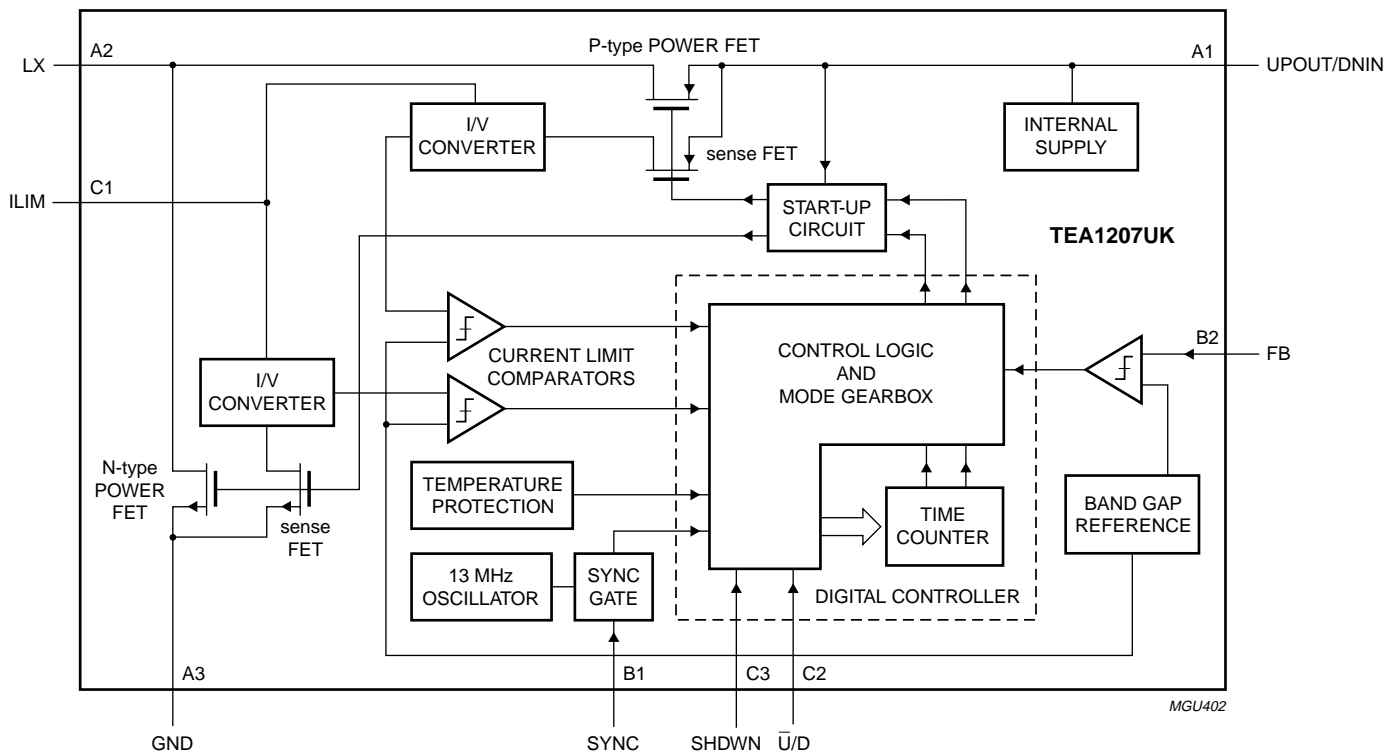 P-type POWER FET
A2
A1
LX
UPOUT/DNIN
I/V
CONVERTER
INTERNAL
SUPPLY
sense FET
C1
ILIM
START-UP
CIRCUIT
TEA1207UK
CONTROL LOGIC
AND
MODE GEARBOX
B2
FB
CURRENT LIMIT
COMPARATORS
I/V
CONVERTER
N-type
POWER
FET
sense
FET
TEMPERATURE
PROTECTION
TIME
COUNTER
BAND GAP
REFERENCE
13 MHz
OSCILLATOR
SYNC
GATE
DIGITAL CONTROLLER
A3
B1
C3
C2
MGU402
GND
SYNC
SHDWN
U̅/D